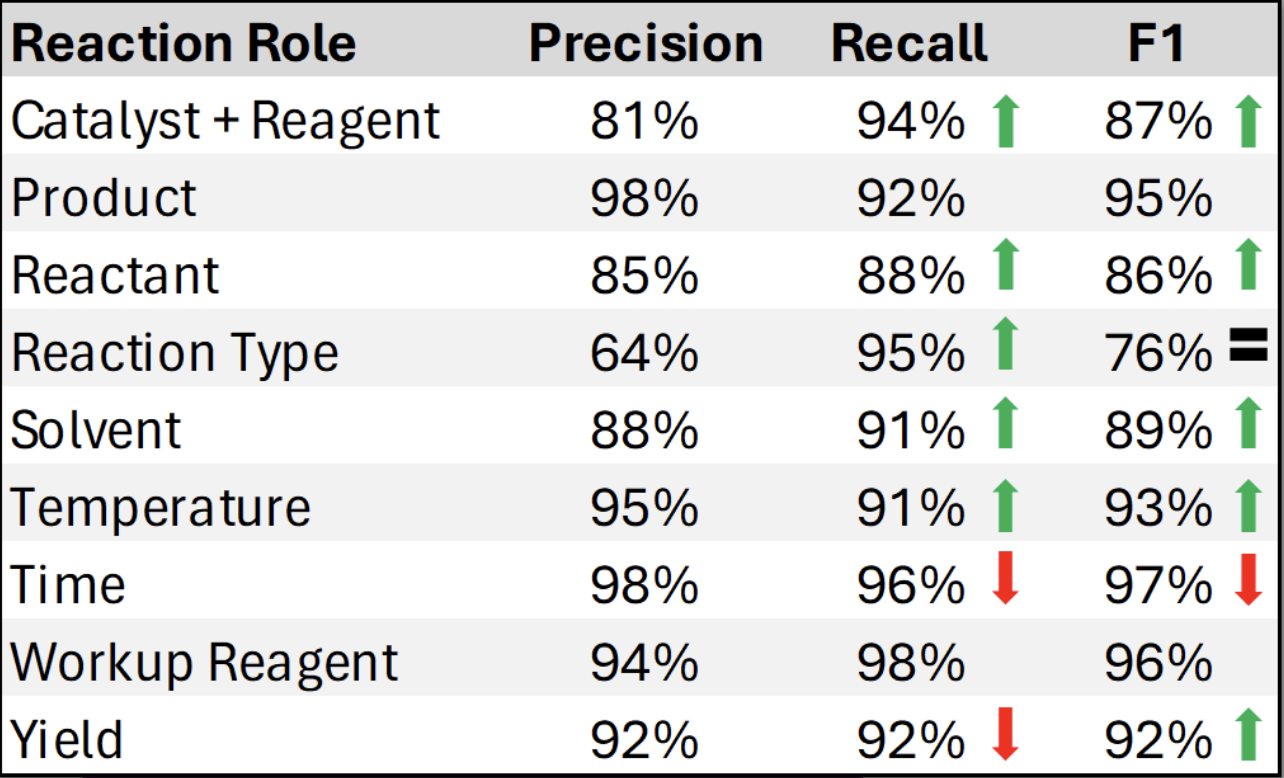 Reaction Role Precision Recall F1
Catalyst + Reagent 81% 94% 87%
Product 98% 92% 95%
Reactant 85% 88% 86%
Reaction Type 64% 95% 76% =
Solvent 88% 91% 89%
Temperature 95% 91% 93%
Time 98% 96% 97%
Workup Reagent 94% 98% 96%
Yield 92% 92% 92%